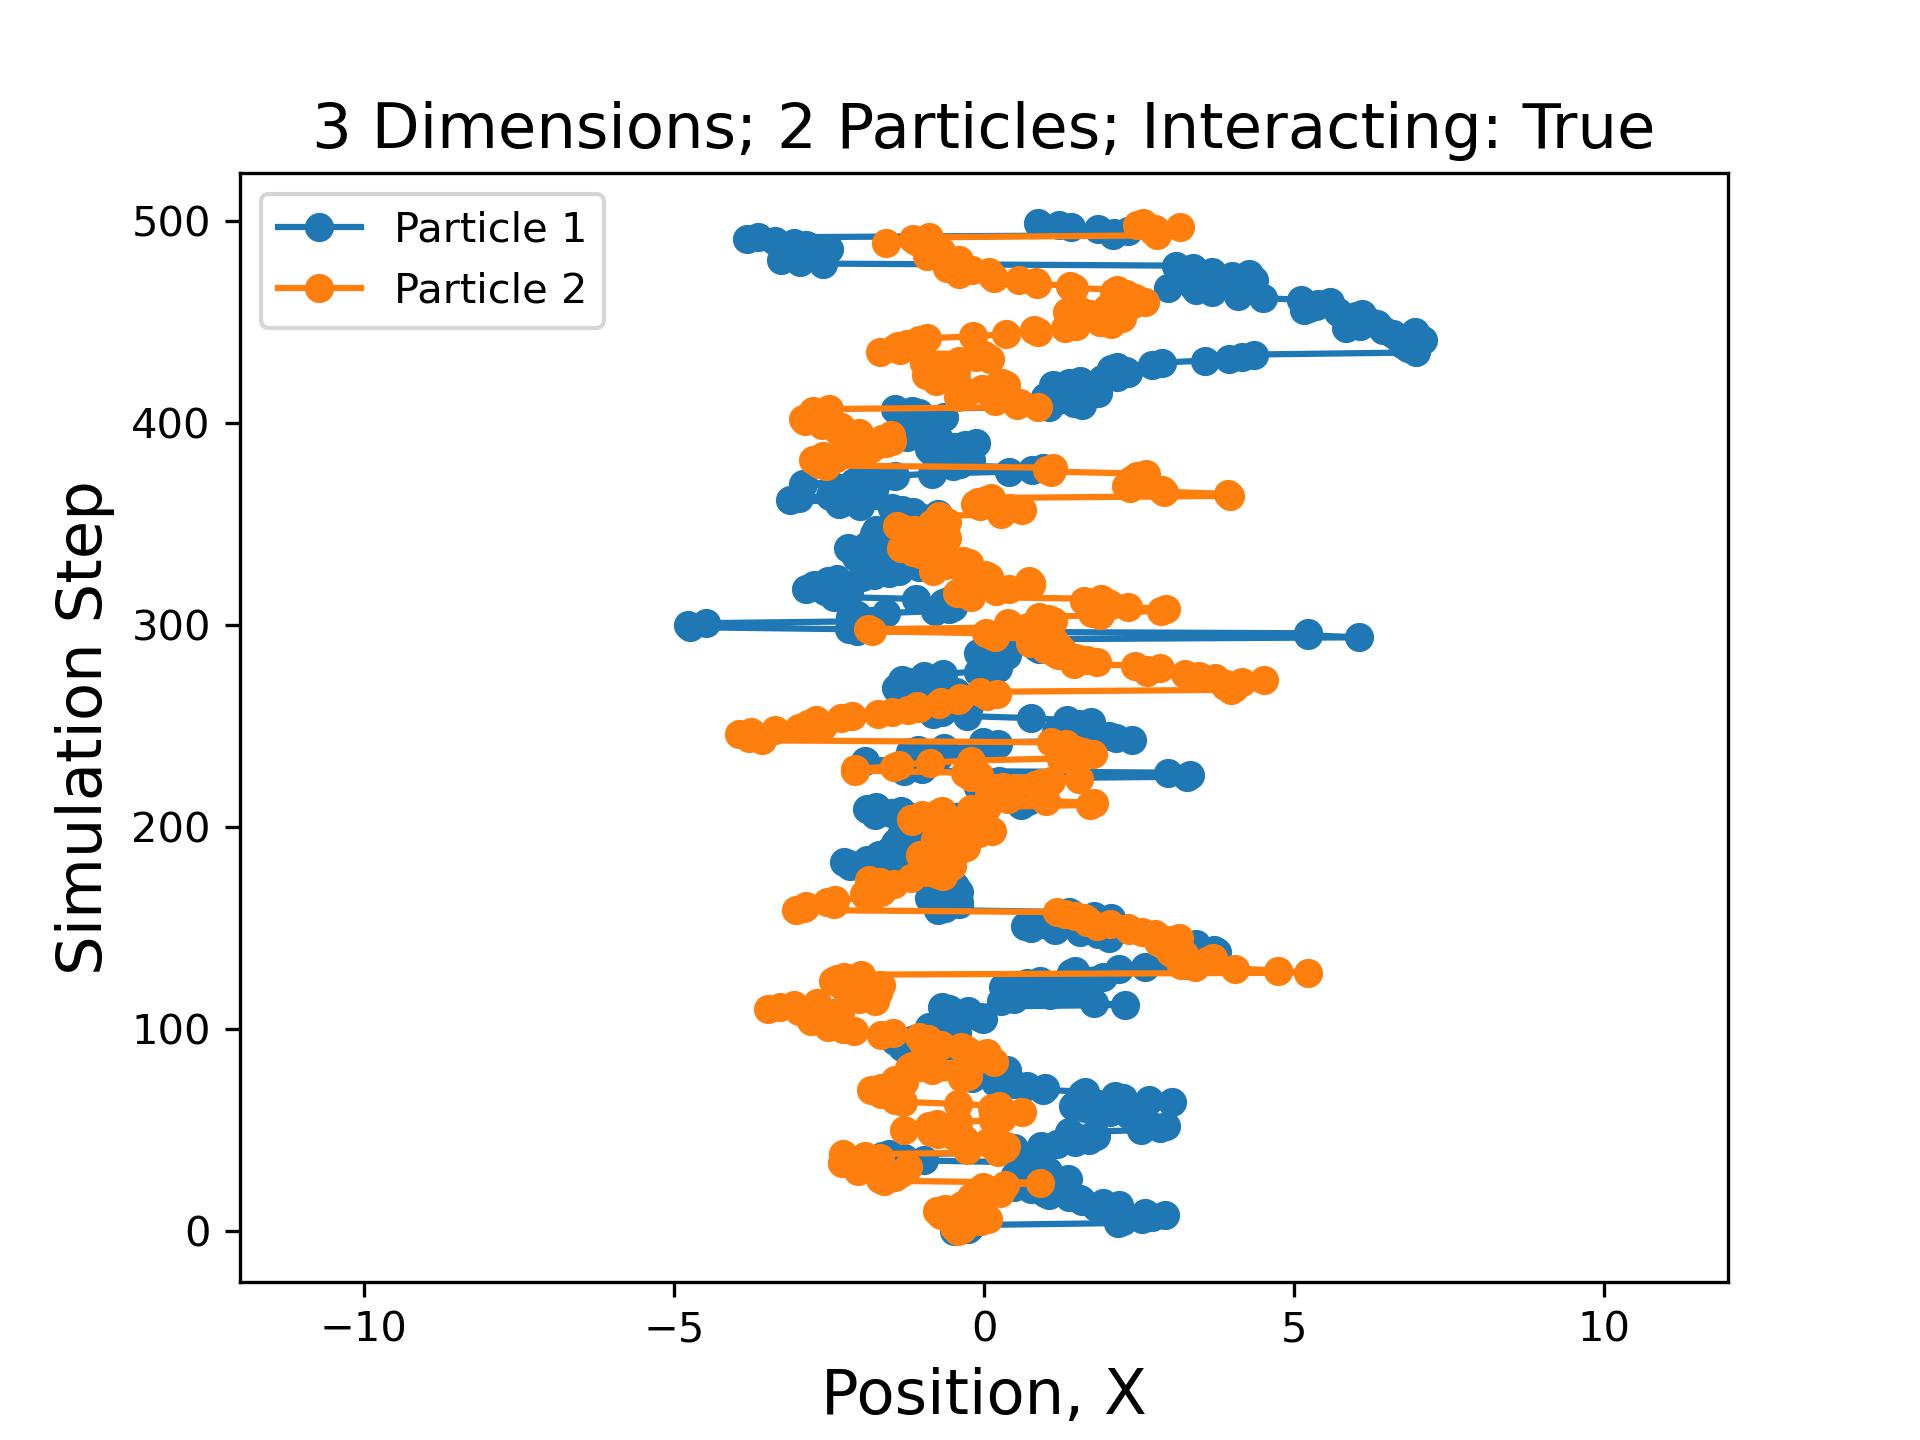 3 Dimensions; 2 Particles; Interacting: True
Particle 1
Particle 2
500
400
300
200
100
0
Simulation Step
−10
−5
0
5
10
Position, X